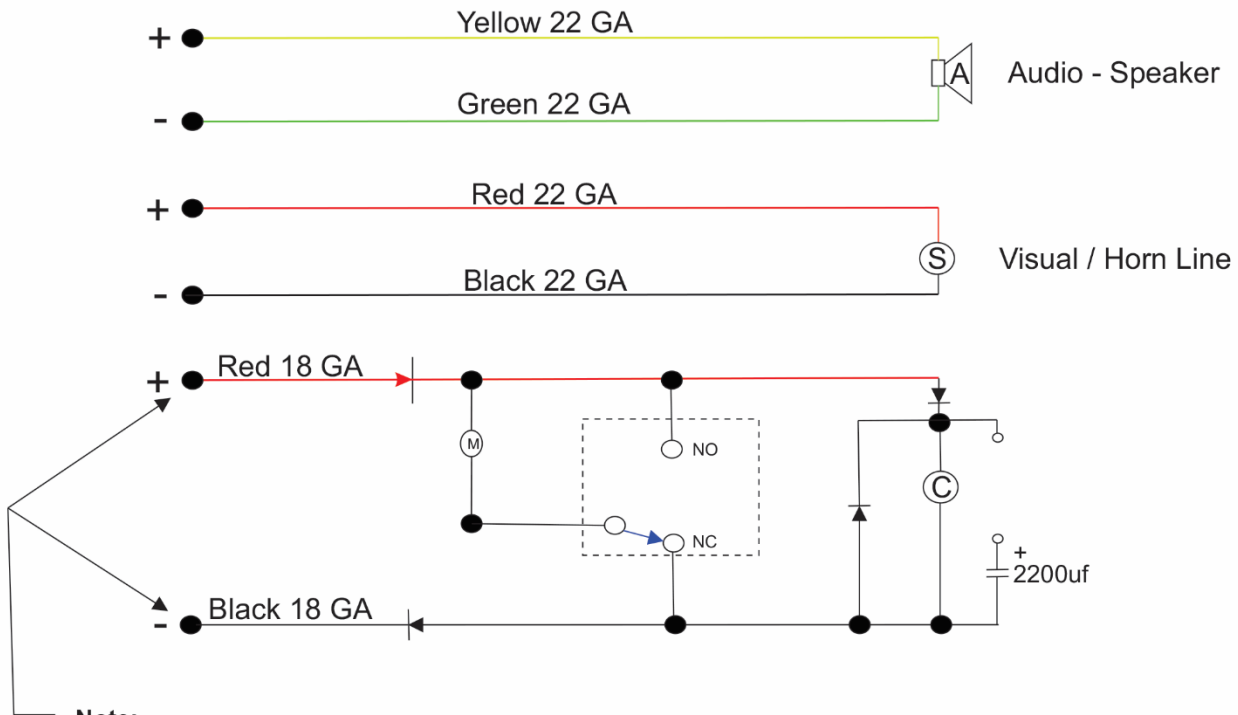 + Yellow 22 GA
A Audio - Speaker
- Green 22 GA
+ Red 22 GA
S Visual / Horn Line
- Black 22 GA
+ Red 18 GA
M
NO
C
NC
+
2200uf
- Black 18 GA